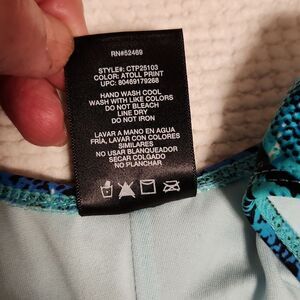 RN#52469
STYLE#: CTP25103
COLOR: ATOLL PRINT
UPC: 80469179268
HAND WASH COOL
WASH WITH LIKE COLORS
DO NOT BLEACH
LINE DRY
DO NOT IRON
LAVAR A MANO EN AGUA
FRÍA, LAVAR CON COLORES
SIMILARES
NO USAR BLANQUEADOR
SECAR COLGADO
NO PLANCHAR